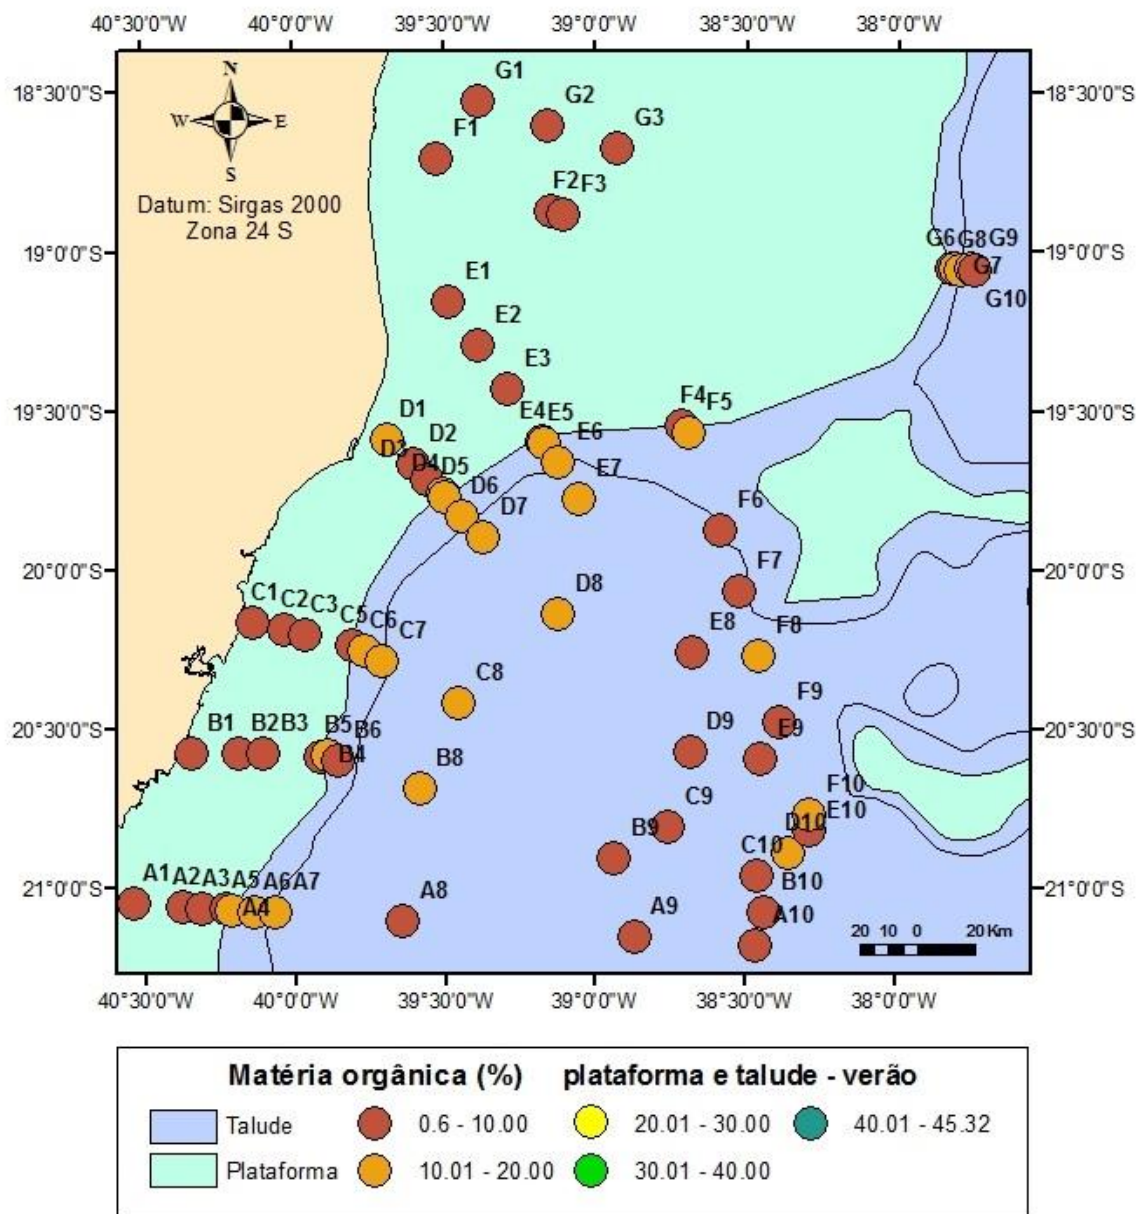 40°30'0"W 40°0'0"W 39°30'0"W 39°0'0"W 38°30'0"W 38°0'0"W
18°30'0"S 18°30'0"S
19°0'0"S 19°0'0"S
19°30'0"S 19°30'0"S
20°0'0"S 20°0'0"S
20°30'0"S 20°30'0"S
21°0'0"S 21°0'0"S
N
W E
S
Datum: Sirgas 2000
Zona 24 S
G1
G2
G3
F1
F2 F3
G6 G8 G9
G7
G10
E1
E2
E3
E4 E5
E6
E7
F4 F5
D1
D2
D3
D4 D5
D6
D7
F6
F7
D8
E8
F8
C1
C2
C3
C5
C6
C7
C8
F9
D9
E9
B1
B2 B3
B5
B6
B4
B8
C9
F10
E10
D10
B9
C10
B10
A1
A2
A3
A5
A6 A7
A4
A8
A9
A10
20 10 0 20 Km
40°30'0"W 40°0'0"W 39°30'0"W 39°0'0"W 38°30'0"W 38°0'0"W
Matéria orgânica (%) plataforma e talude - verão
Talude 0.6 - 10.00 20.01 - 30.00 40.01 - 45.32
Plataforma 10.01 - 20.00 30.01 - 40.00